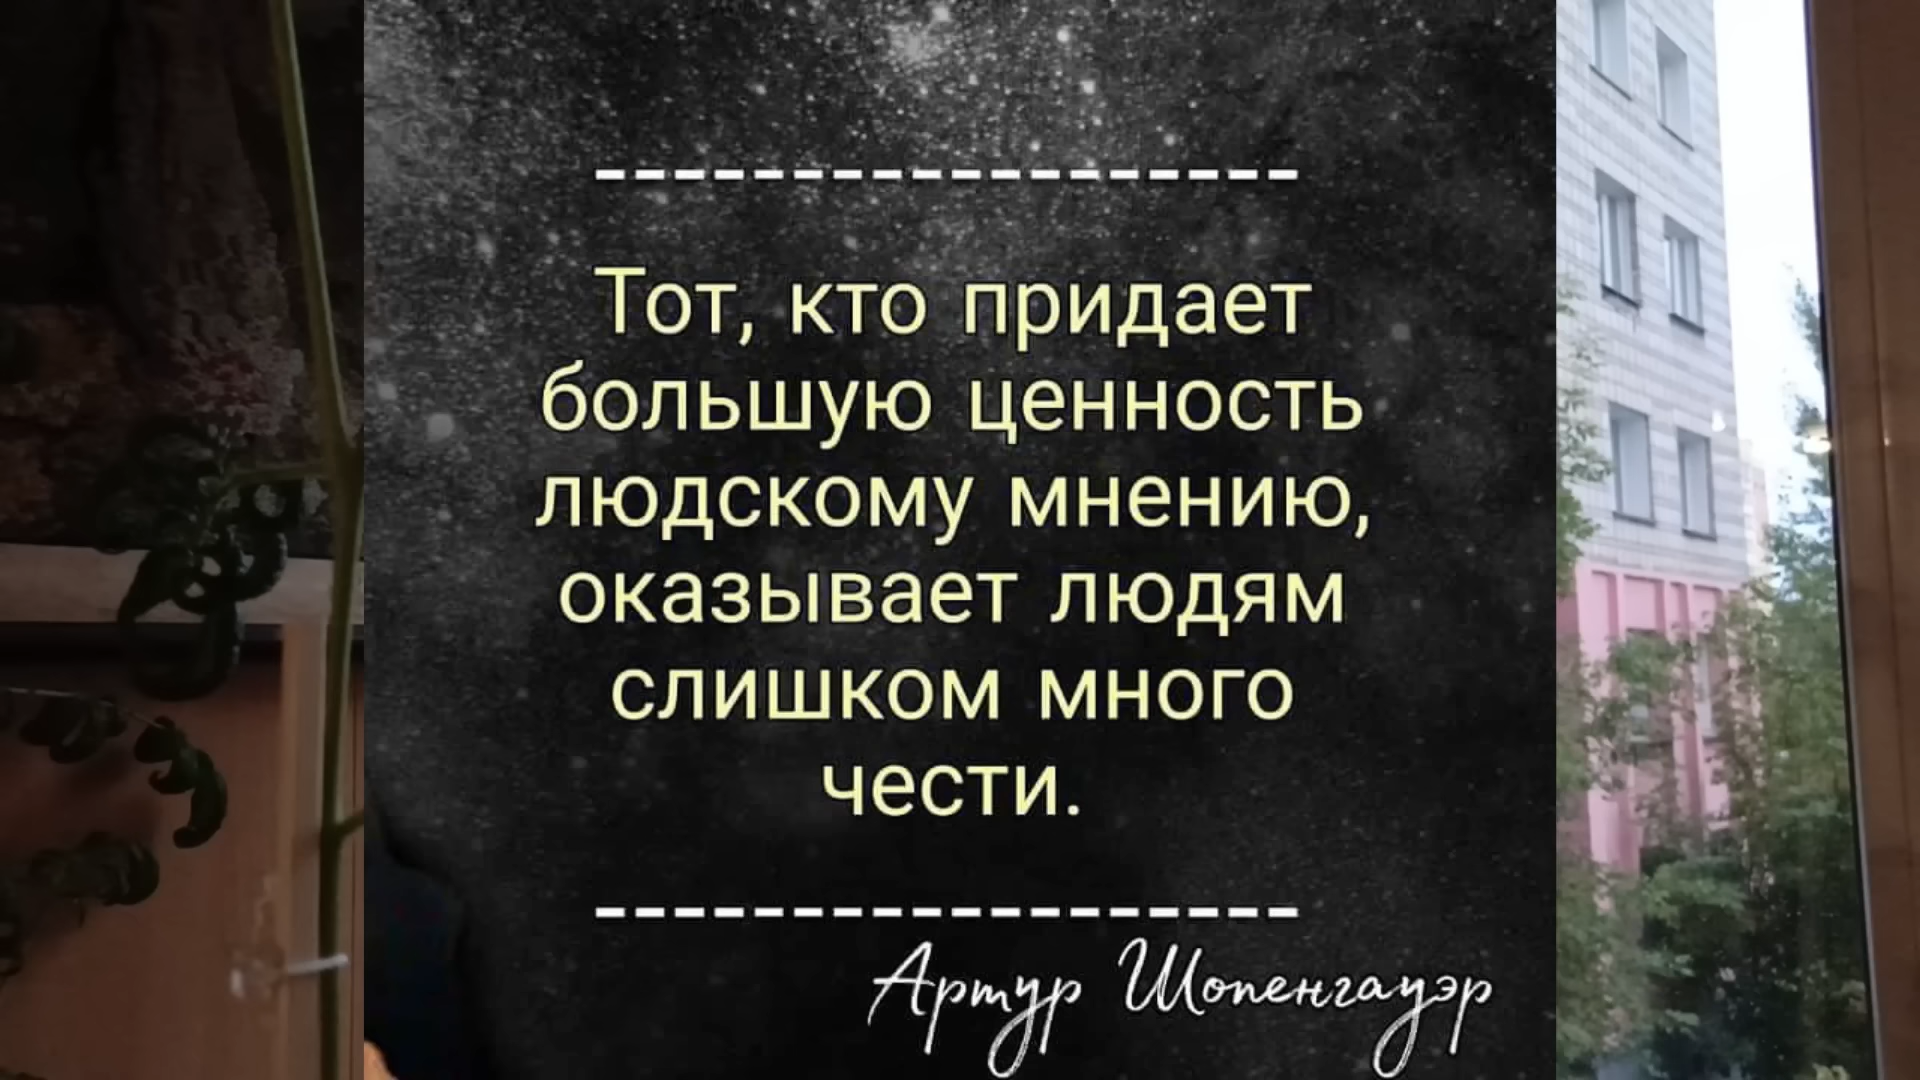 Тот, кто придает
большую ценность
людскому мнению,
оказывает людям
слишком много
чести.
Артур Шопенгауэр